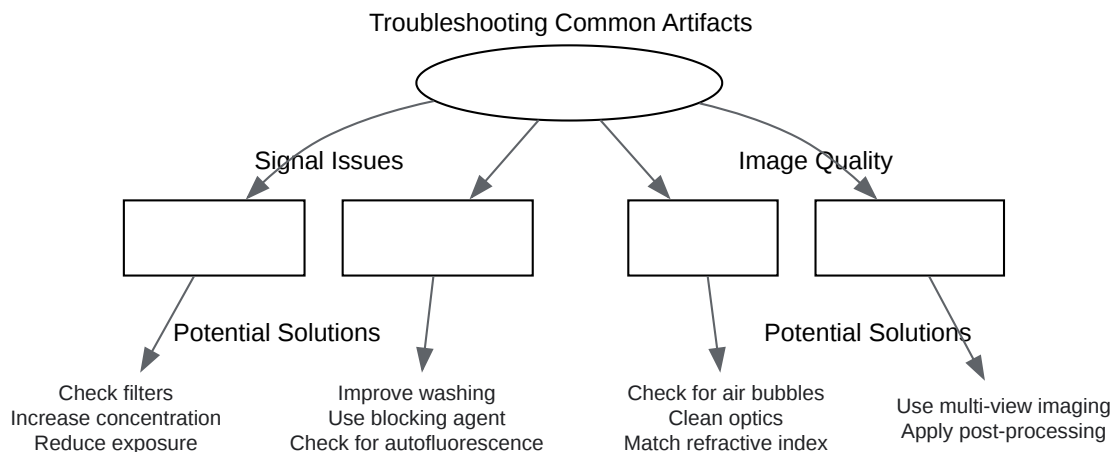 Troubleshooting Common Artifacts
Signal Issues
Image Quality
Potential Solutions
Potential Solutions
Check filters
Increase concentration
Reduce exposure
Improve washing
Use blocking agent
Check for autofluorescence
Check for air bubbles
Clean optics
Match refractive index
Use multi-view imaging
Apply post-processing